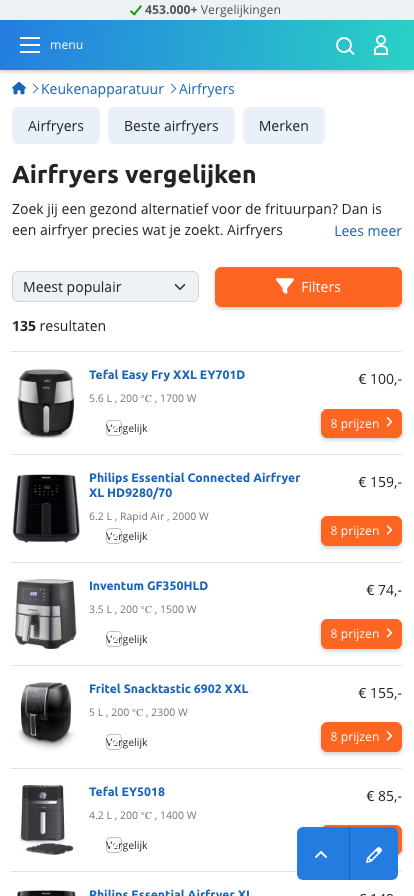 453.000+ Vergelijkingen
menu
Keukenapparatuur Airfryers
Airfryers Beste airfryers Merken
Airfryers vergelijken
Zoek jij een gezond alternatief voor de frituurpan? Dan is
een airfryer precies wat je zoekt. Airfryers Lees meer
Meest populair Filters
135 resultaten
Tefal Easy Fry XXL EY701D
€ 100,-
5.6 L , 200 °C , 1700 W
8 prijzen
Vergelijk
Philips Essential Connected Airfryer
XL HD9280/70
€ 159,-
6.2 L , Rapid Air , 2000 W
8 prijzen
Vergelijk
Inventum GF350HLD
€ 74,-
3.5 L , 200 °C , 1500 W
8 prijzen
Vergelijk
Fritel Snacktastic 6902 XXL
€ 155,-
5 L , 200 °C , 2300 W
8 prijzen
Vergelijk
Tefal EY5018
€ 85,-
4.2 L , 200 °C , 1400 W
Vergelijk
Philips Essential Airfryer XL